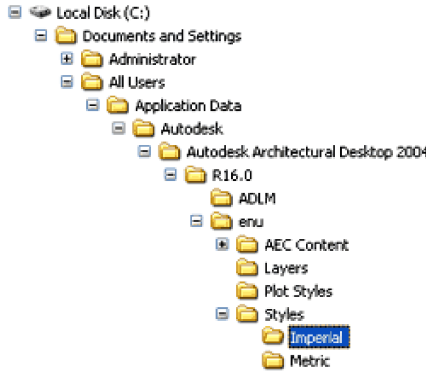 Local Disk (C:)
Documents and Settings
Administrator
All Users
Application Data
Autodesk
Autodesk Architectural Desktop 2004
R16.0
ADLM
enu
AEC Content
Layers
Plot Styles
Styles
Imperial
Metric